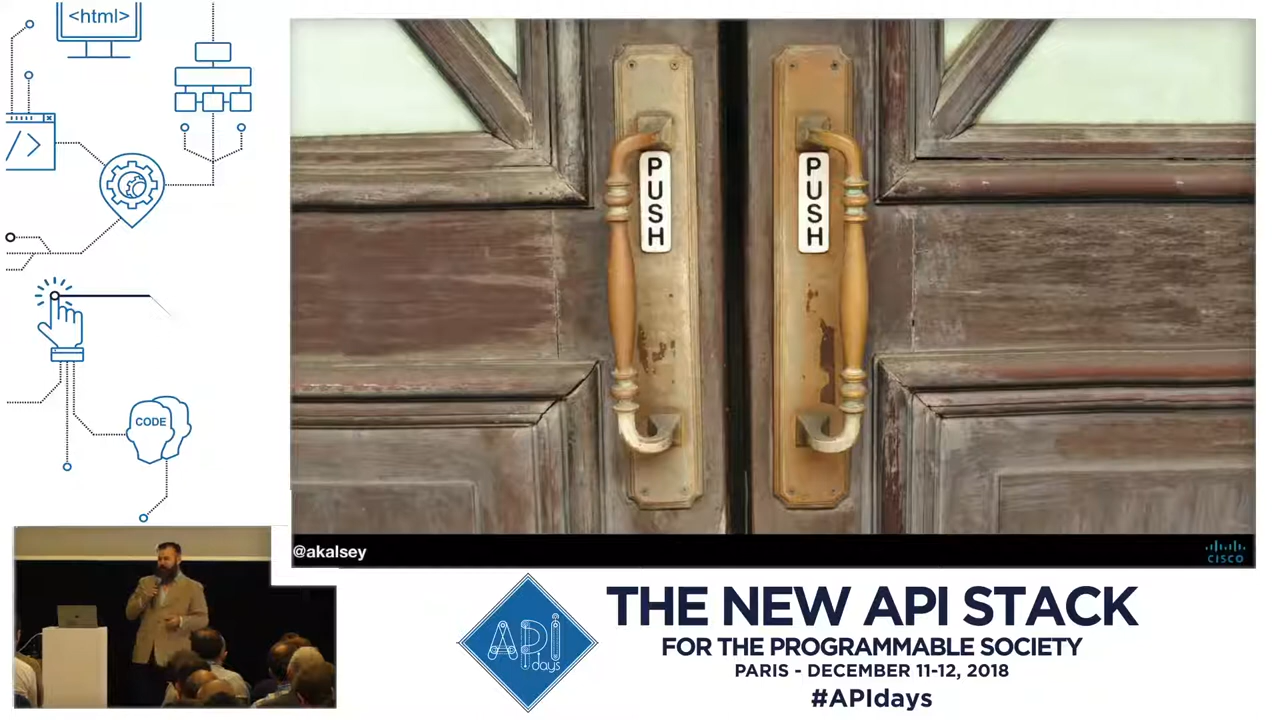 <html>
</>
CODE
PUSH
PUSH
@akalsey
CISCO
API
days
THE NEW API STACK
FOR THE PROGRAMMABLE SOCIETY
PARIS - DECEMBER 11-12, 2018
#APIdays